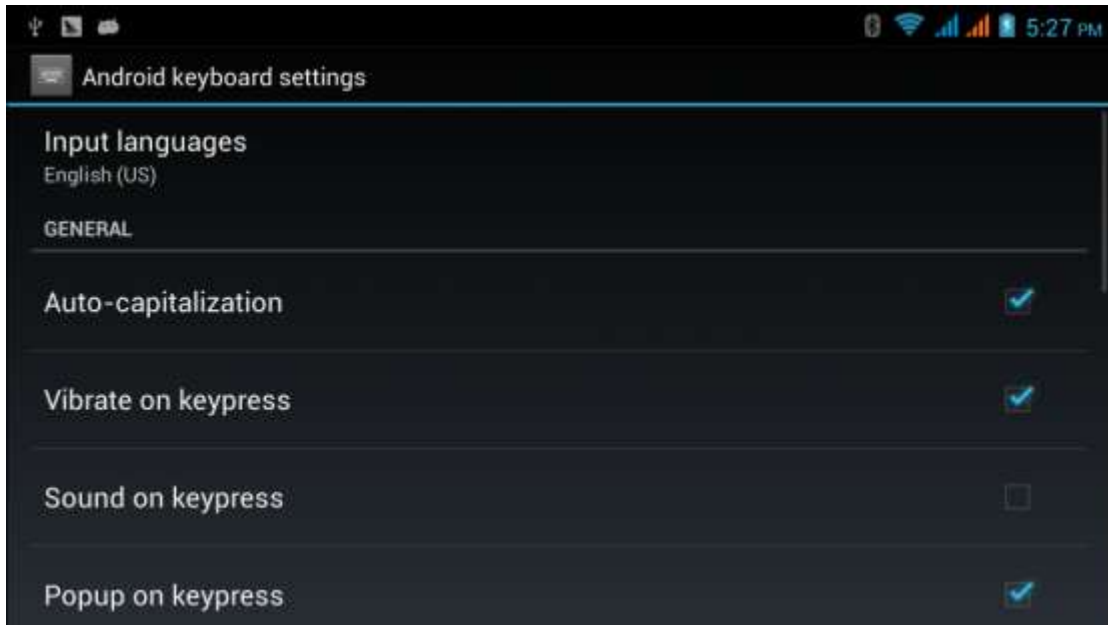 5:27 PM
Android keyboard settings
Input languages
English (US)
GENERAL
Auto-capitalization
Vibrate on keypress
Sound on keypress
Popup on keypress